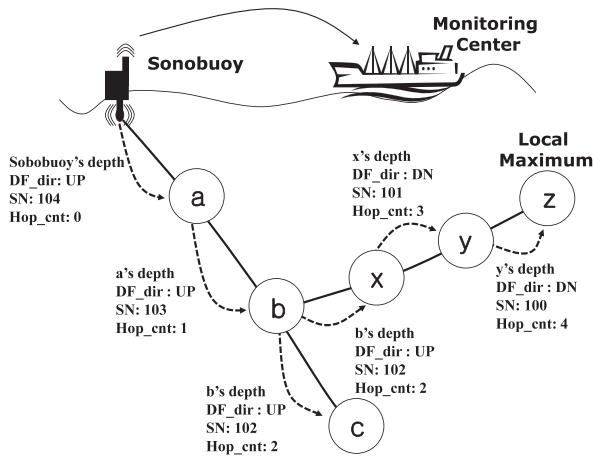 Monitoring
Center
Sonobuoy
Local
Maximum
Sobobuoy's depth
DF_dir: UP
SN: 104
Hop_cnt: 0
a
x's depth
DF_dir : DN
SN: 101
Hop_cnt: 3
z
y
a's depth
DF_dir : UP
SN: 103
Hop_cnt: 1
x
b
y's depth
DF_dir : DN
SN: 100
Hop_cnt: 4
b's depth
DF_dir : UP
SN: 102
Hop_cnt: 2
b's depth
DF_dir : UP
SN: 102
Hop_cnt: 2
c